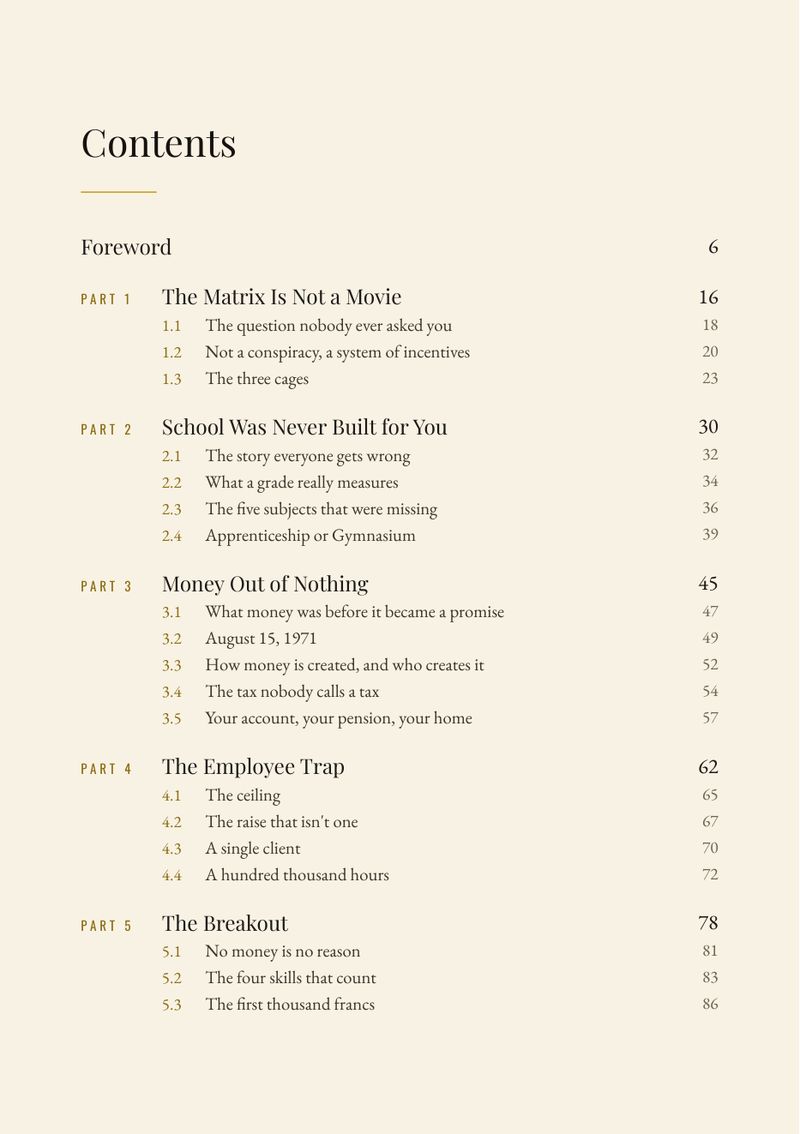 Contents
Foreword 6
PART 1 The Matrix Is Not a Movie 16
1.1 The question nobody ever asked you 18
1.2 Not a conspiracy, a system of incentives 20
1.3 The three cages 23
PART 2 School Was Never Built for You 30
2.1 The story everyone gets wrong 32
2.2 What a grade really measures 34
2.3 The five subjects that were missing 36
2.4 Apprenticeship or Gymnasium 39
PART 3 Money Out of Nothing 45
3.1 What money was before it became a promise 47
3.2 August 15, 1971 49
3.3 How money is created, and who creates it 52
3.4 The tax nobody calls a tax 54
3.5 Your account, your pension, your home 57
PART 4 The Employee Trap 62
4.1 The ceiling 65
4.2 The raise that isn't one 67
4.3 A single client 70
4.4 A hundred thousand hours 72
PART 5 The Breakout 78
5.1 No money is no reason 81
5.2 The four skills that count 83
5.3 The first thousand francs 86